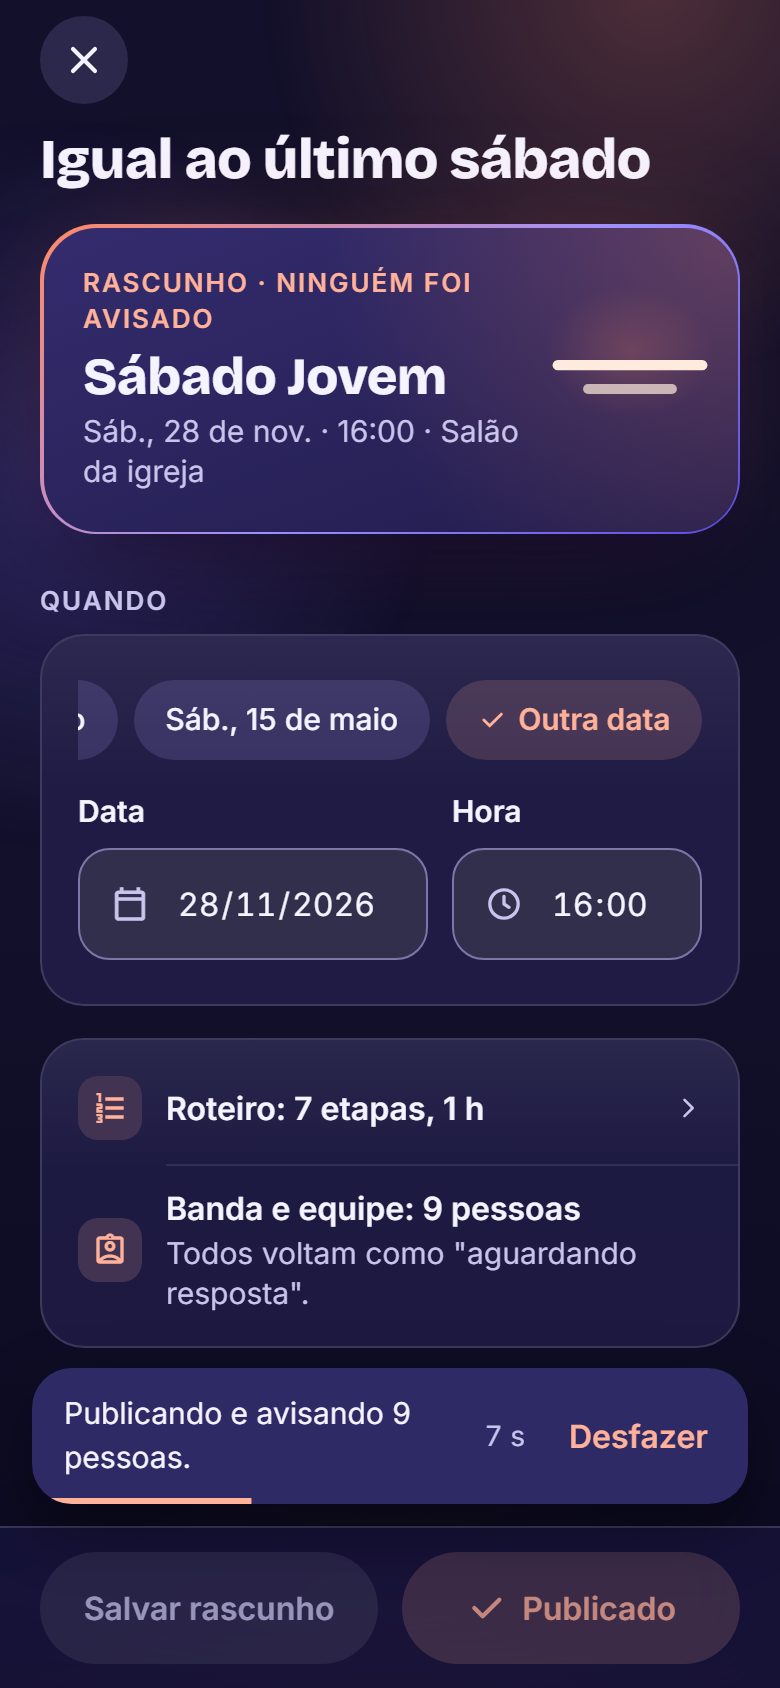 Igual ao último sábado
RASCUNHO · NINGUÉM FOI
AVISADO
Sábado Jovem
Sáb., 28 de nov. · 16:00 · Salão
da igreja
QUANDO
Sáb., 15 de maio
Outra data
Data
Hora
28/11/2026
16:00
Roteiro: 7 etapas, 1 h
Banda e equipe: 9 pessoas
Todos voltam como "aguardando
resposta".
Publicando e avisando 9
pessoas.
7 s
Desfazer
Salvar rascunho
Publicado